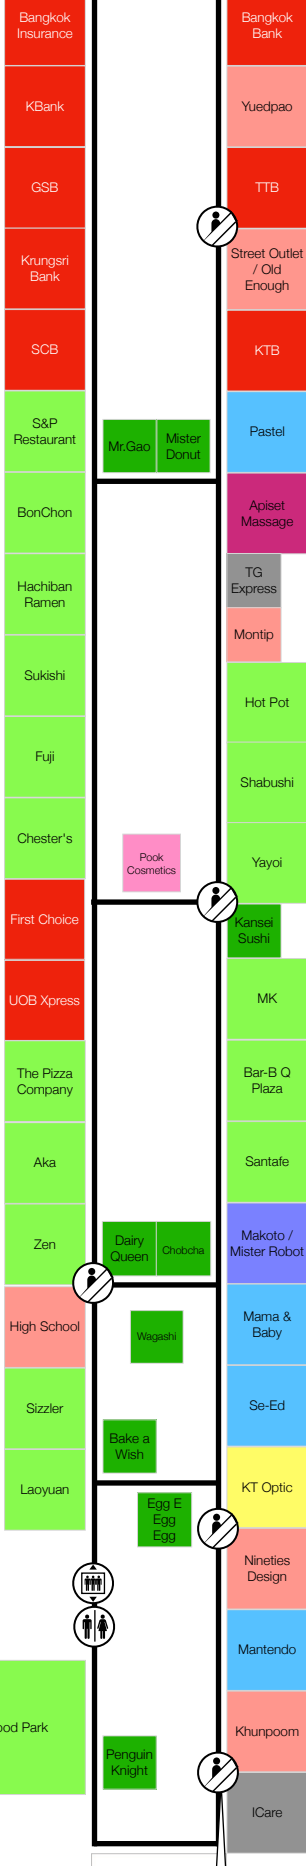 Bangkok
Insurance
Bangkok
Bank
KBank
Yuedpao
GSB
TTB
Krungsri
Bank
Street Outlet
/ Old
Enough
SCB
KTB
S&P
Restaurant
Mr.Gao
Mister
Donut
Pastel
BonChon
Apiset
Massage
Hachiban
Ramen
TG
Express
Montip
Sukishi
Hot Pot
Fuji
Shabushi
Chester's
Pook
Cosmetics
Yayoi
First Choice
Kansei
Sushi
UOB Xpress
MK
The Pizza
Company
Bar-B Q
Plaza
Aka
Santafe
Zen
Dairy
Queen
Chobcha
Makoto /
Mister Robot
High School
Wagashi
Mama &
Baby
Sizzler
Se-Ed
Bake a
Wish
Laoyuan
KT Optic
Egg E
Egg
Egg
Nineties
Design
Mantendo
ood Park
Khunpoom
Penguin
Knight
ICare